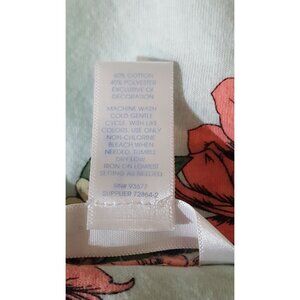 60% COTTON
40% POLYESTER
EXCLUSIVE OF
DECORATION
MACHINE WASH
COLD GENTLE
CYCLE. WITH LIKE
COLORS. USE ONLY
NON-CHLORINE
BLEACH WHEN
NEEDED. TUMBLE
DRY LOW.
IRON ON LOWEST
SETTING AS NEEDED
RN# 93677
SUPPLIER 72864-2